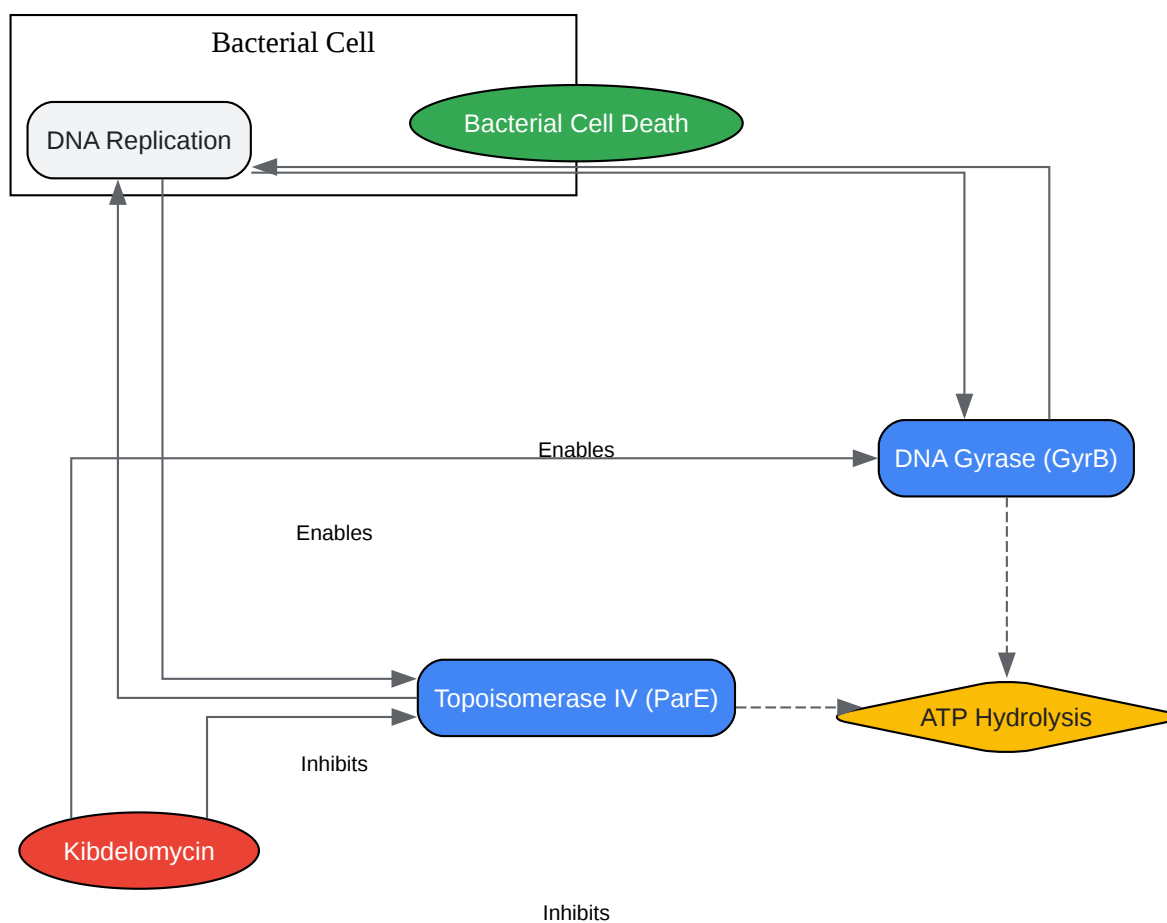 Bacterial Cell
Bacterial Cell Death
DNA Replication
Enables
DNA Gyrase (GyrB)
Enables
Topoisomerase IV (ParE)
ATP Hydrolysis
Inhibits
Kibdelomycin
Inhibits